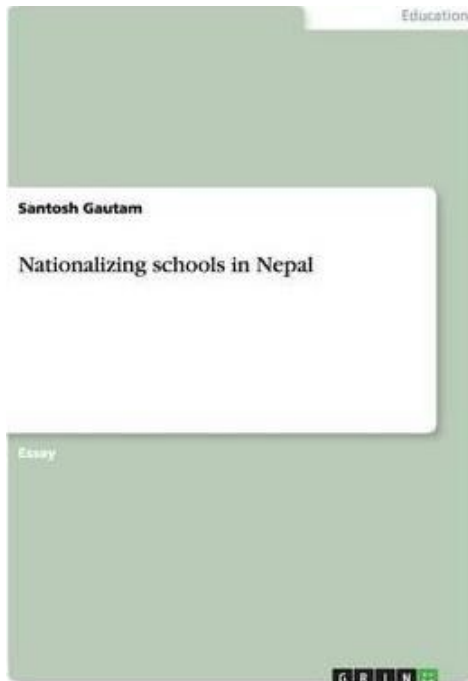 Education
Santosh Gautam
Nationalizing schools in Nepal
Essay
GRIN